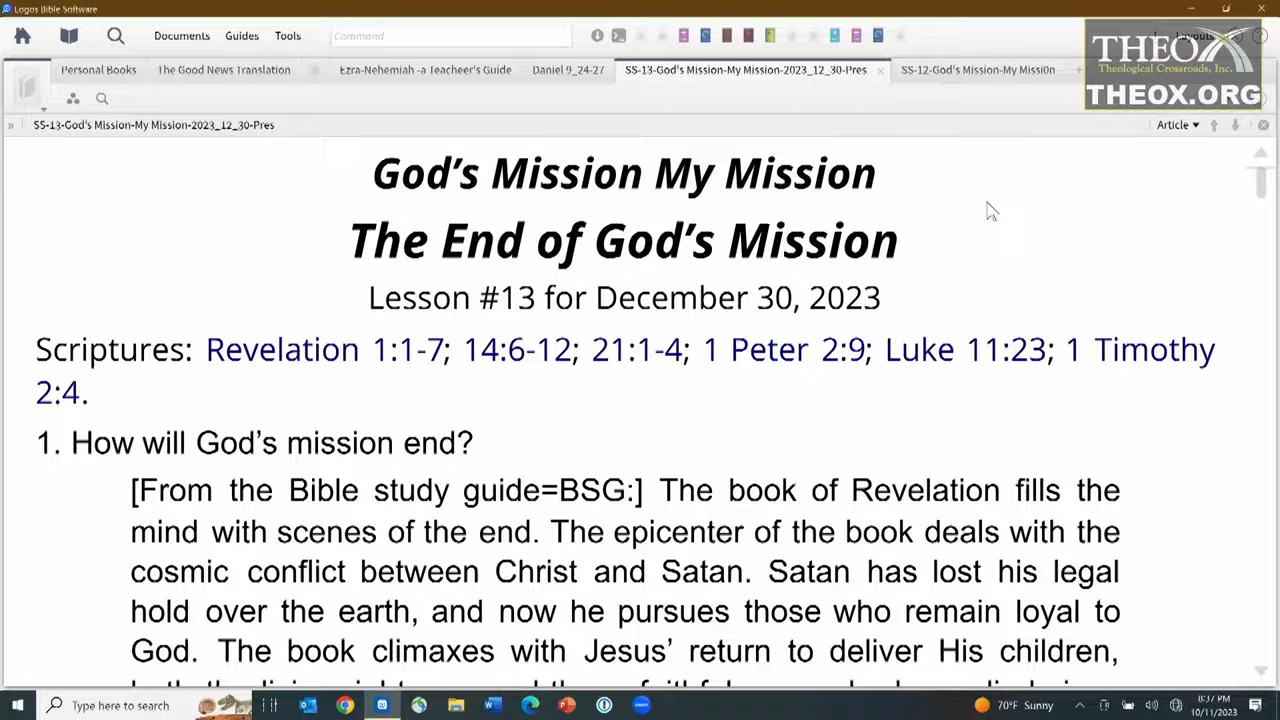 Logos Bible Software
Documents Guides Tools Command
THEOX
Theological Crossroads, Inc.
THEOX.ORG
Personal Books The Good News Translation Daniel 9_24-27 SS-13-God's Mission-My Mission-2023_12_30-Pres SS-12-God's Mission-My Missi0n
SS-13-God's Mission-My Mission-2023_12_30-Pres Article
God's Mission My Mission
The End of God's Mission
Lesson #13 for December 30, 2023
Scriptures: Revelation 1:1-7; 14:6-12; 21:1-4; 1 Peter 2:9; Luke 11:23; 1 Timothy
2:4.
1. How will God's mission end?
[From the Bible study guide=BSG:] The book of Revelation fills the
mind with scenes of the end. The epicenter of the book deals with the
cosmic conflict between Christ and Satan. Satan has lost his legal
hold over the earth, and now he pursues those who remain loyal to
God. The book climaxes with Jesus' return to deliver His children,
Type here to search
70°F Sunny
8:37 PM
10/11/2023